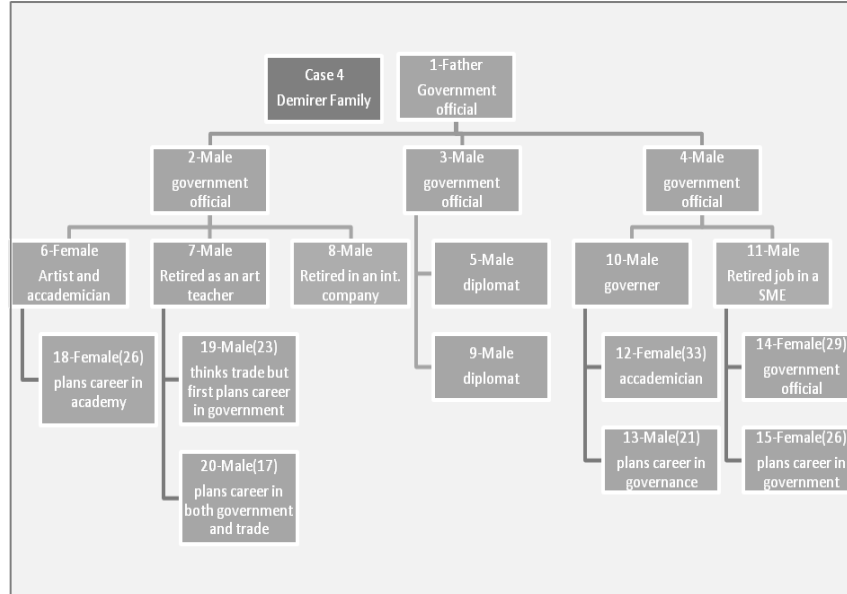 Case 4
Demirer Family
1-Father
Government
official
2-Male
government
official
3-Male
government
official
4-Male
government
official
6-Female
Artist and
accademician
7-Male
Retired as an art
teacher
8-Male
Retired in an int.
company
5-Male
diplomat
10-Male
governer
11-Male
Retired job in a
SME
18-Female(26)
plans career in
academy
19-Male(23)
thinks trade but
first plans career
in government
9-Male
diplomat
12-Female(33)
accademician
14-Female(29)
government
official
20-Male(17)
plans career in
both government
and trade
13-Male(21)
plans career in
governance
15-Female(26)
plans career in
government